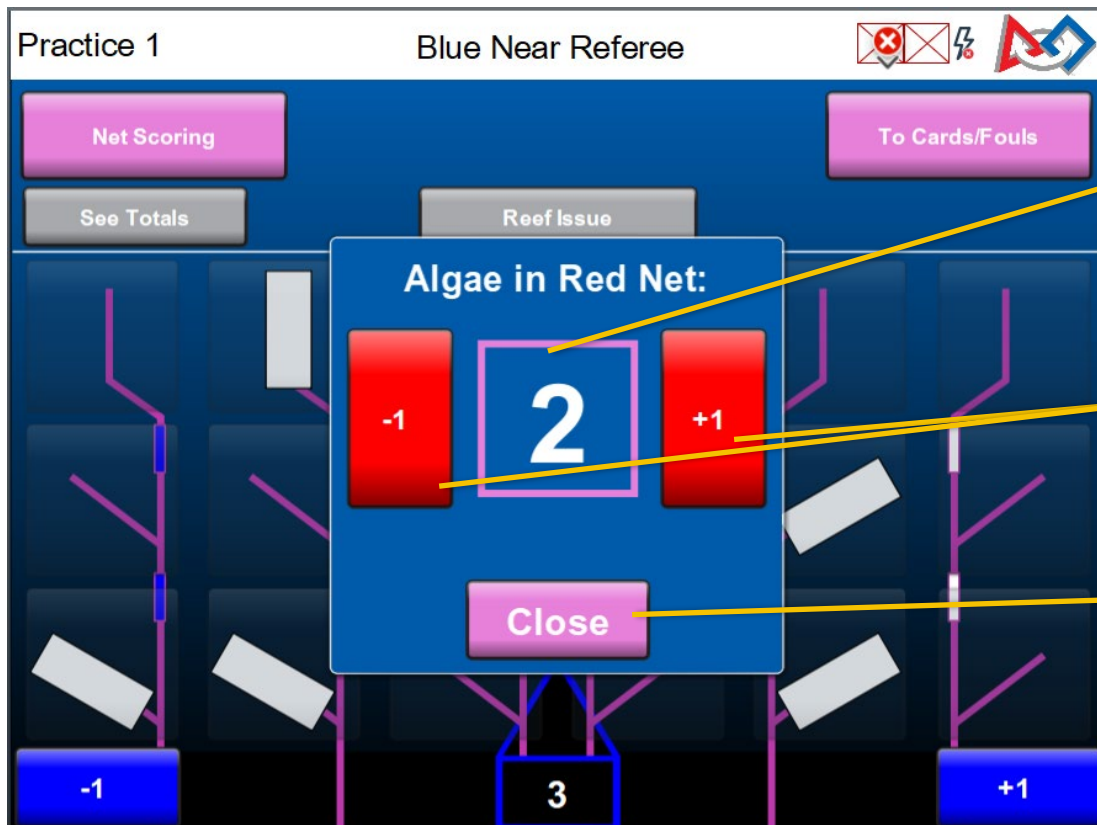 Practice 1
Blue Near Referee
Net Scoring
To Cards/Fouls
See Totals
Reef Issue
Algae in Red Net:
-1
2
+1
Close
-1
3
+1